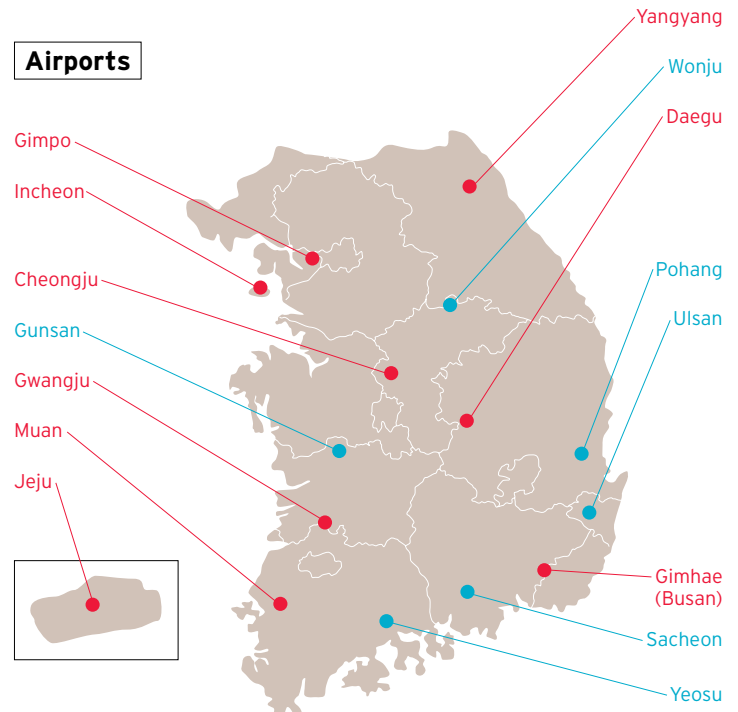 Airports
Gimpo
Incheon
Cheongju
Gunsan
Gwangju
Muan
Jeju
Yangyang
Wonju
Daegu
Pohang
Ulsan
Gimhae
(Busan)
Sacheon
Yeosu